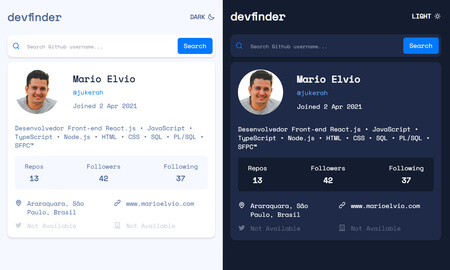 devfinder
DARK
Search Github username...
Search
Mario Elvio
@jukerah
Joined 2 Apr 2021
Desenvolvedor Front-end React.js • JavaScript •
TypeScript • Node.js • HTML • CSS • SQL • PL/SQL •
SFPC™
Repos
Followers
Following
13
42
37
Araraquara, São
Paulo, Brasil
www.marioelvio.com
Not Available
Not Available
devfinder
LIGHT
Search Github username...
Search
Mario Elvio
@jukerah
Joined 2 Apr 2021
Desenvolvedor Front-end React.js • JavaScript •
TypeScript • Node.js • HTML • CSS • SQL • PL/SQL •
SFPC™
Repos
Followers
Following
13
42
37
Araraquara, São
Paulo, Brasil
www.marioelvio.com
Not Available
Not Available